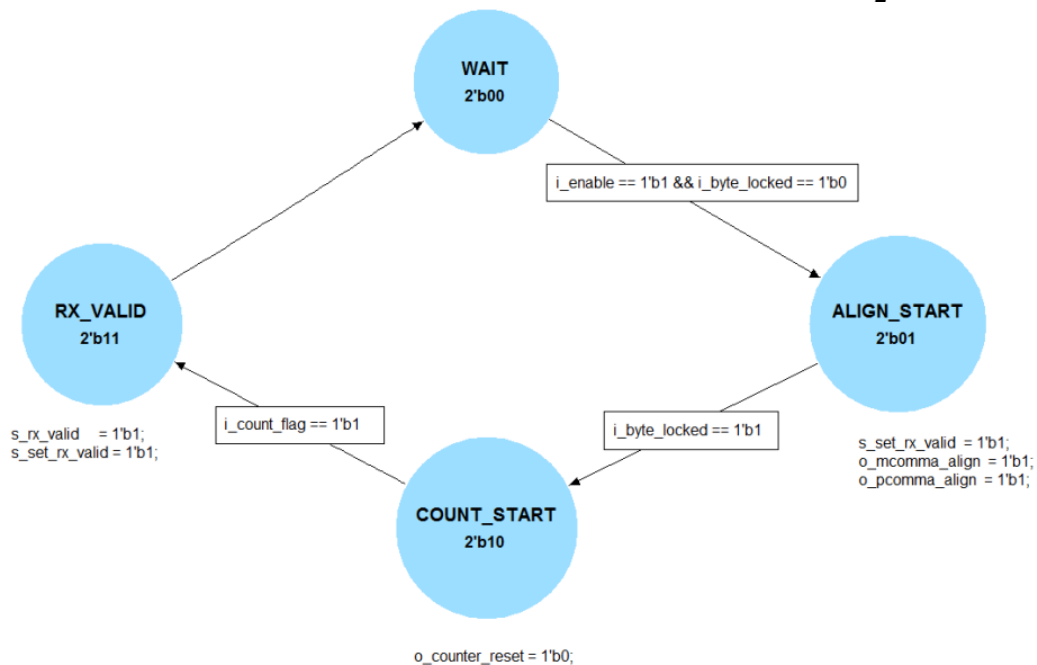 WAIT
2'b00
i_enable == 1'b1 && i_byte_locked == 1'b0
RX_VALID
2'b11
ALIGN_START
2'b01
i_count_flag == 1'b1
i_byte_locked == 1'b1
s_rx_valid = 1'b1;
s_set_rx_valid = 1'b1;
s_set_rx_valid = 1'b1;
o_mcomma_align = 1'b1;
o_pcomma_align = 1'b1;
COUNT_START
2'b10
o_counter_reset = 1'b0;